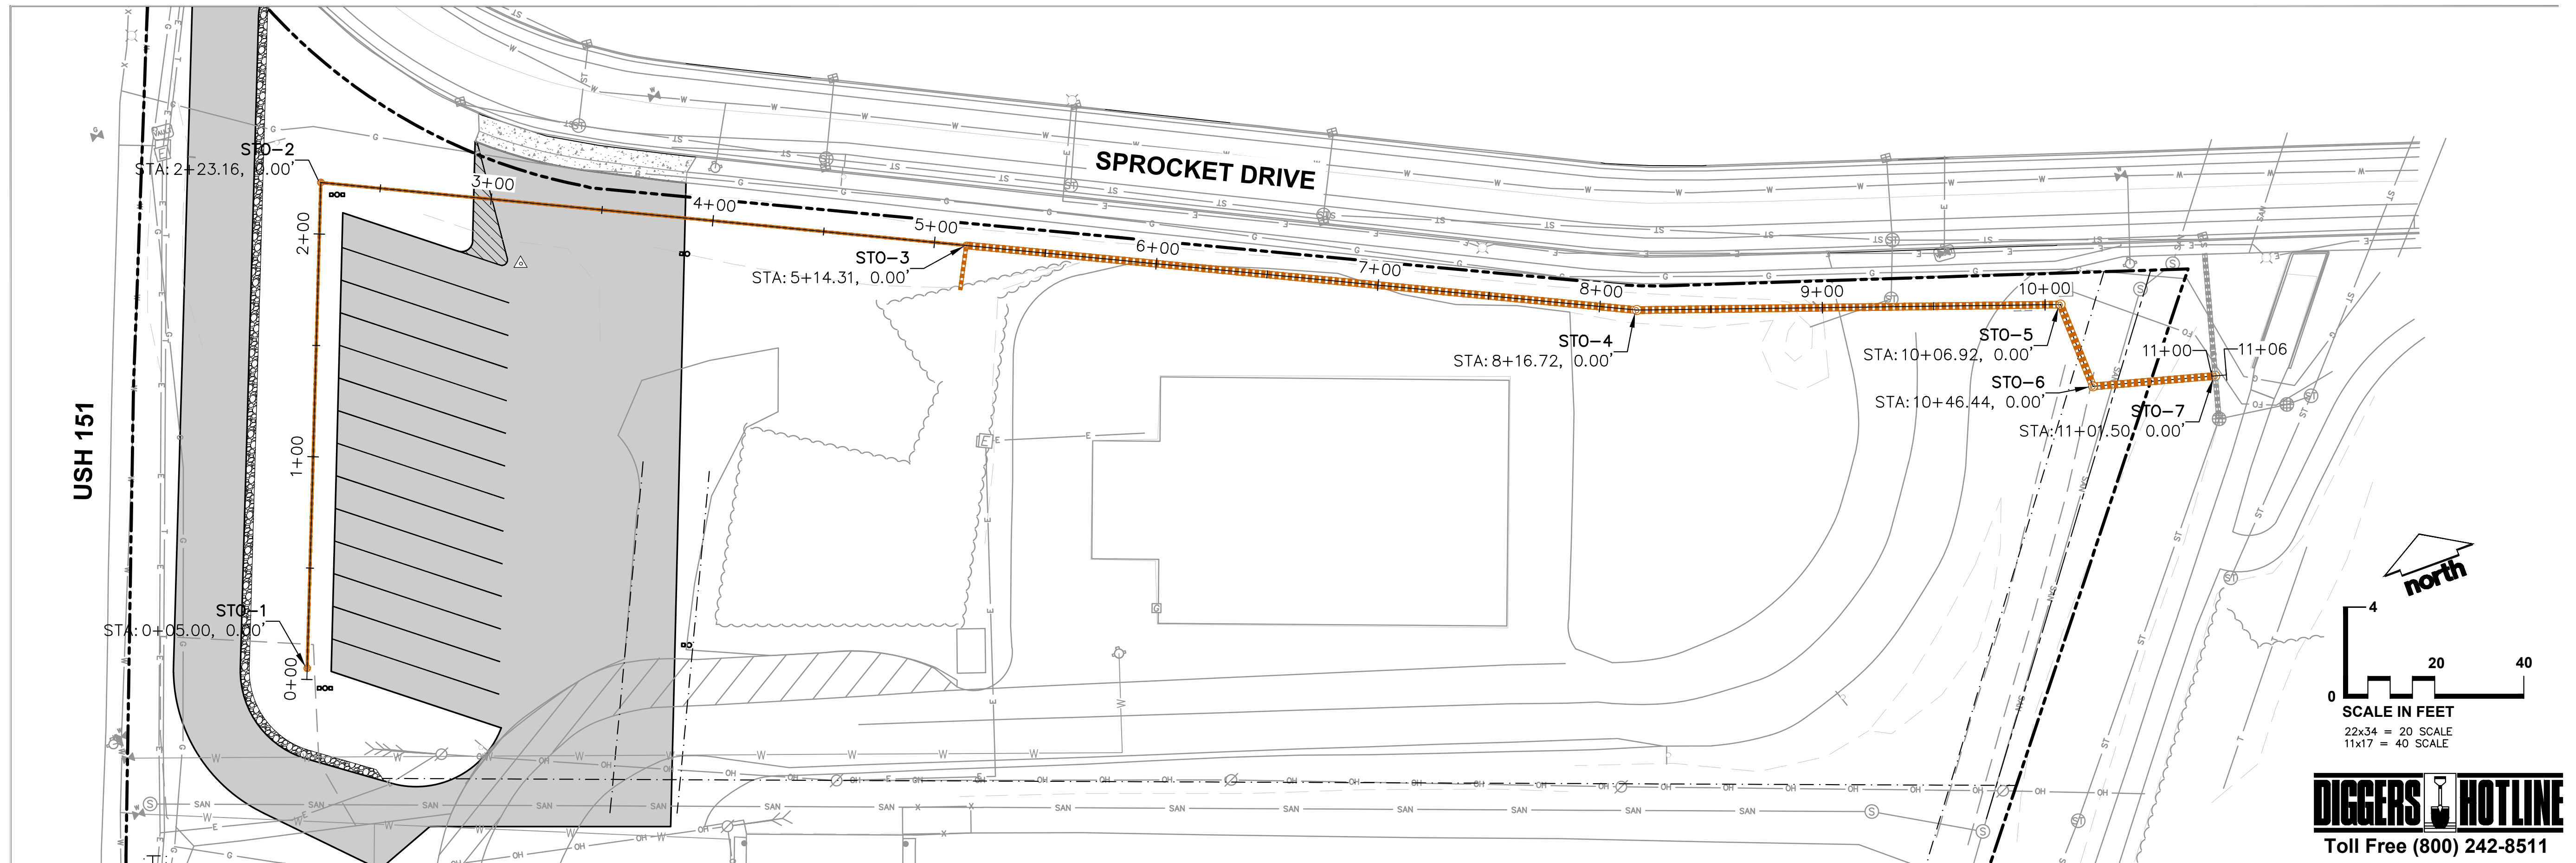 SPROCKET DRIVE
USH 151
STO-2
STA: 2+23.16, 0.00'
3+00
4+00
5+00
6+00
7+00
8+00
9+00
10+00
2+00
1+00
0+00
STO-3
STA: 5+14.31, 0.00'
STO-4
STA: 8+16.72, 0.00'
STO-5
STA: 10+06.92, 0.00'
11+00
11+06
STO-6
STA: 10+46.44, 0.00'
STO-7
STA: 11+01.50, 0.00'
STO-1
STA: 0+05.00, 0.00'
north
4
0
20
40
SCALE IN FEET
22x34 = 20 SCALE
11x17 = 40 SCALE
DIGGERS HOTLINE
Toll Free (800) 242-8511